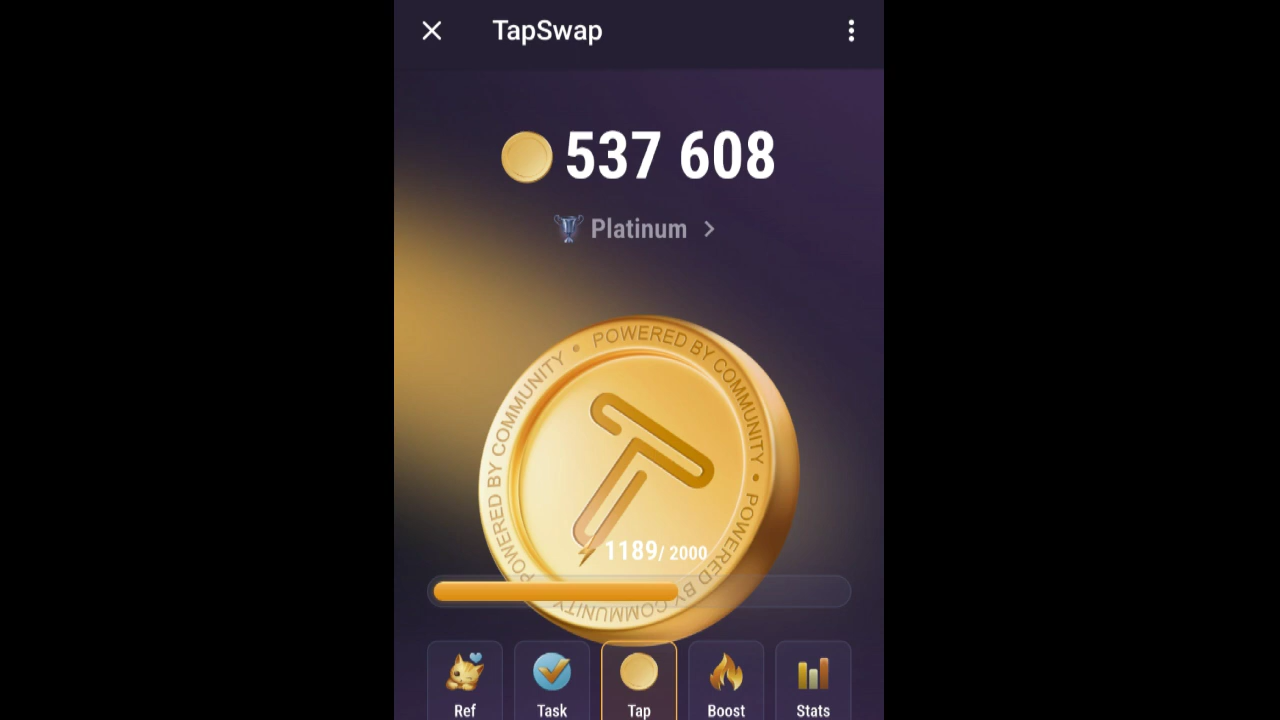 TapSwap
537 608
Platinum
POWERED BY COMMUNITY • POWERED BY COMMUNITY • POWERED BY COMMUNITY
1189/ 2000
Ref
Task
Tap
Boost
Stats